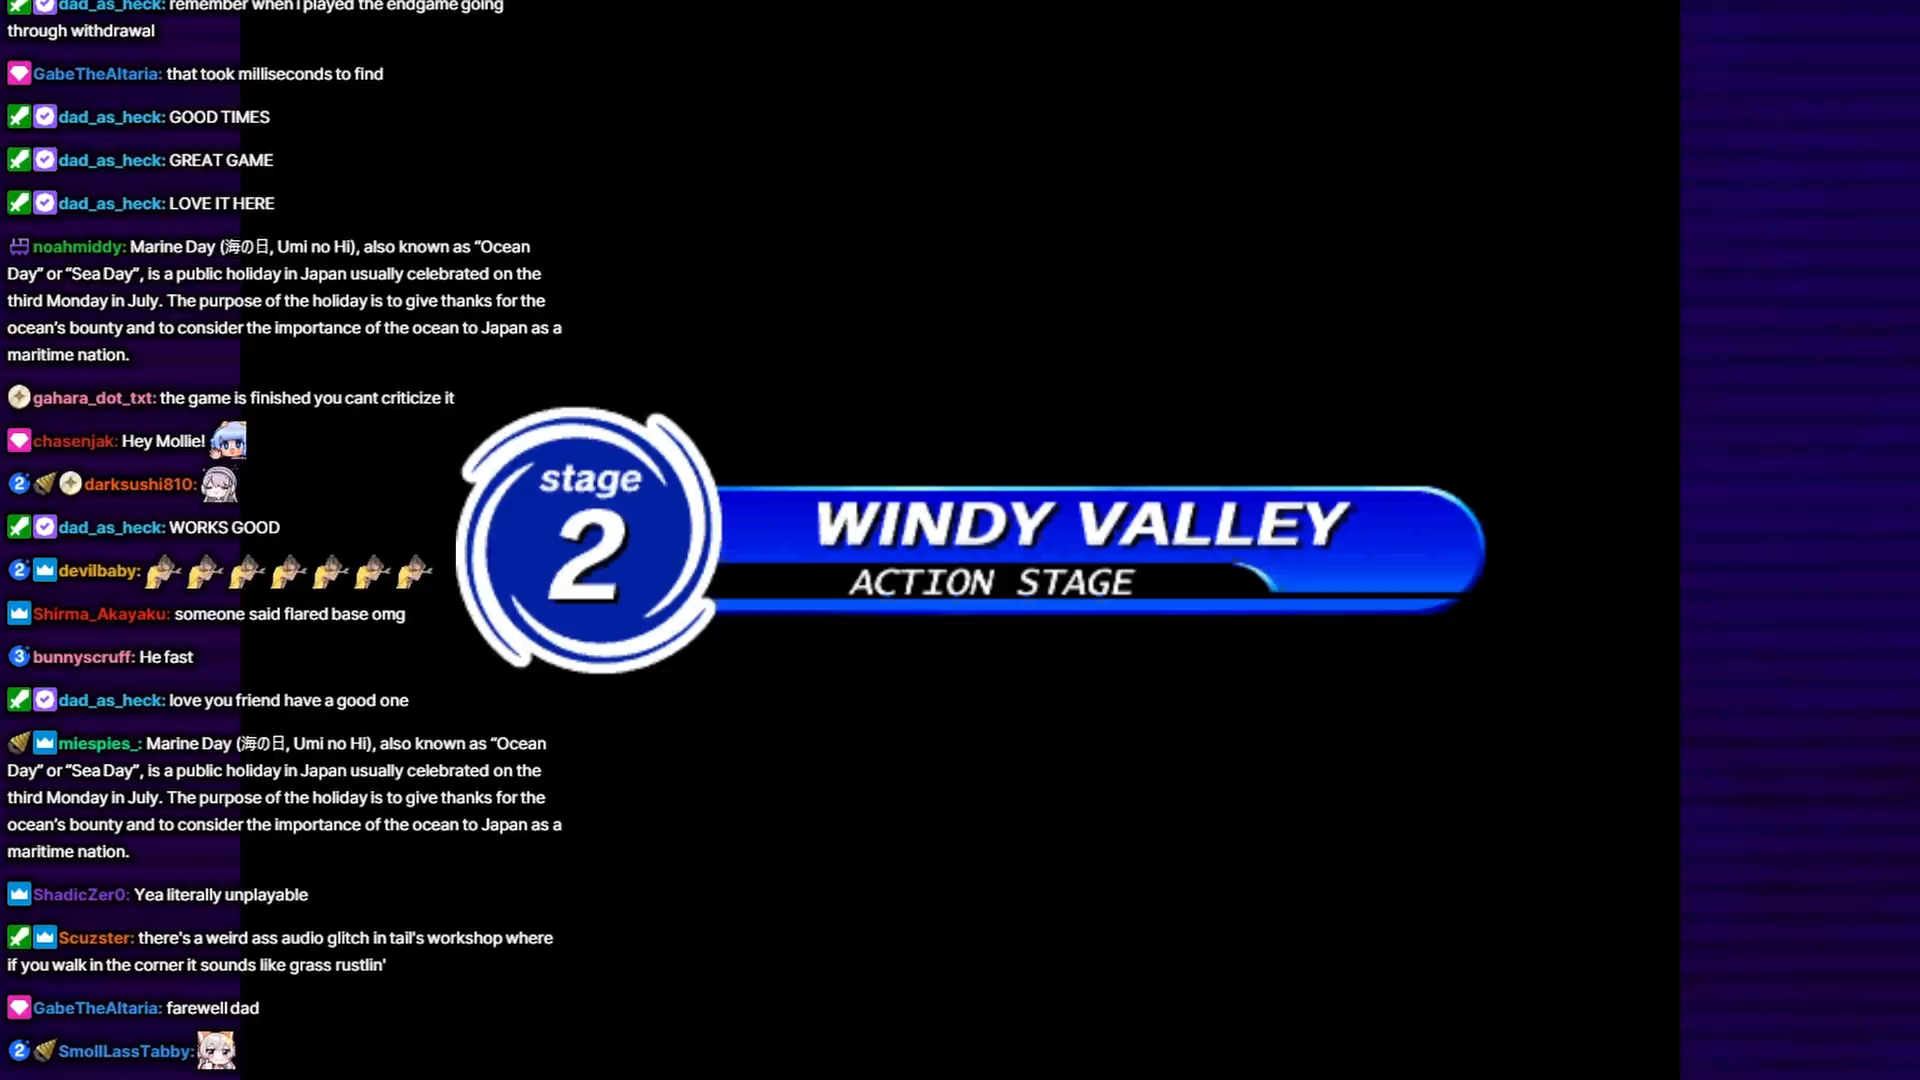 dad_as_heck: remember when I played the endgame going
through withdrawal
GabeTheAltaria: that took milliseconds to find
dad_as_heck: GOOD TIMES
dad_as_heck: GREAT GAME
dad_as_heck: LOVE IT HERE
noahmiddy: Marine Day (海の日, Umi no Hi), also known as “Ocean
Day” or “Sea Day”, is a public holiday in Japan usually celebrated on the
third Monday in July. The purpose of the holiday is to give thanks for the
ocean’s bounty and to consider the importance of the ocean to Japan as a
maritime nation.
gahara_dot_txt: the game is finished you cant criticize it
chasenjak: Hey Mollie!
2 darksushi810:
dad_as_heck: WORKS GOOD
2 devilbaby:
Shirma_Akayaku: someone said flared base omg
3 bunnyscruff: He fast
dad_as_heck: love you friend have a good one
miespies_: Marine Day (海の日, Umi no Hi), also known as “Ocean
Day” or “Sea Day”, is a public holiday in Japan usually celebrated on the
third Monday in July. The purpose of the holiday is to give thanks for the
ocean’s bounty and to consider the importance of the ocean to Japan as a
maritime nation.
ShadicZer0: Yea literally unplayable
Scuzster: there's a weird ass audio glitch in tail's workshop where
if you walk in the corner it sounds like grass rustlin'
GabeTheAltaria: farewell dad
2 SmollLassTabby:
stage
2
WINDY VALLEY
ACTION STAGE